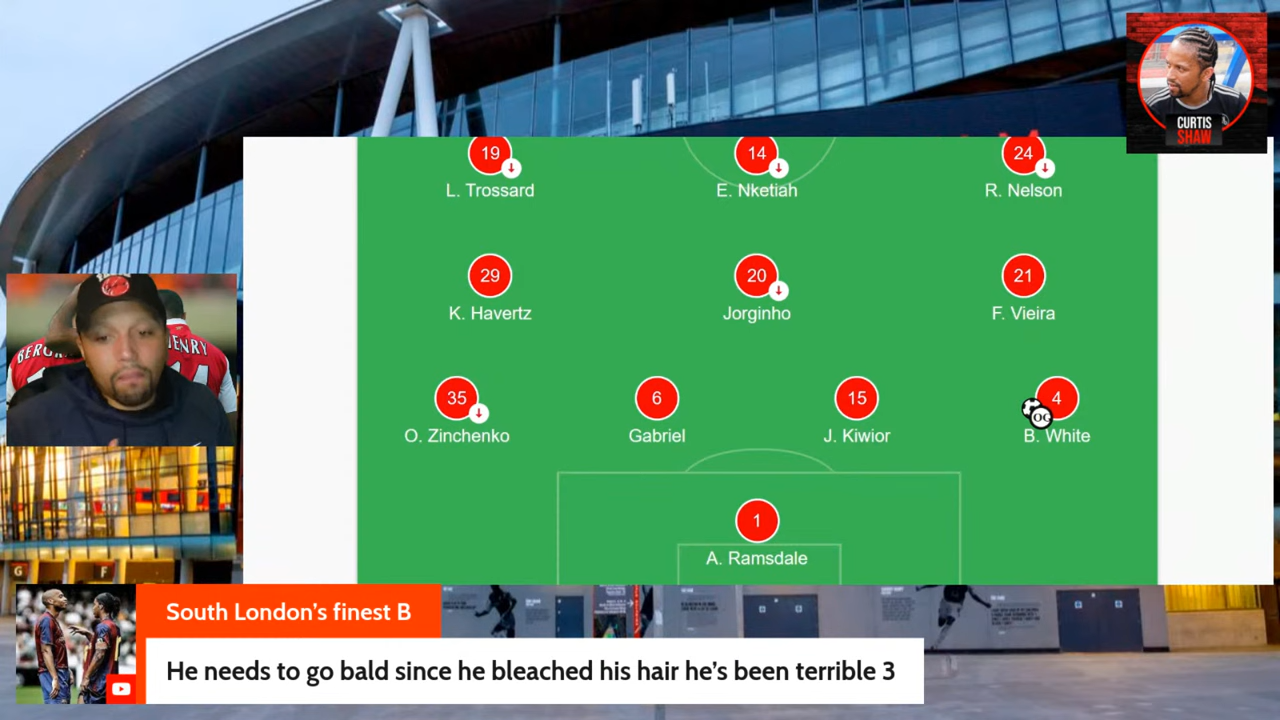 CURTIS
SHAW
19
14
24
L. Trossard
E. Nketiah
R. Nelson
29
20
21
K. Havertz
Jorginho
F. Vieira
HENRY
35
6
15
4
OG
O. Zinchenko
Gabriel
J. Kiwior
B. White
1
A. Ramsdale
G
F
South London's finest B
He needs to go bald since he bleached his hair he's been terrible 3